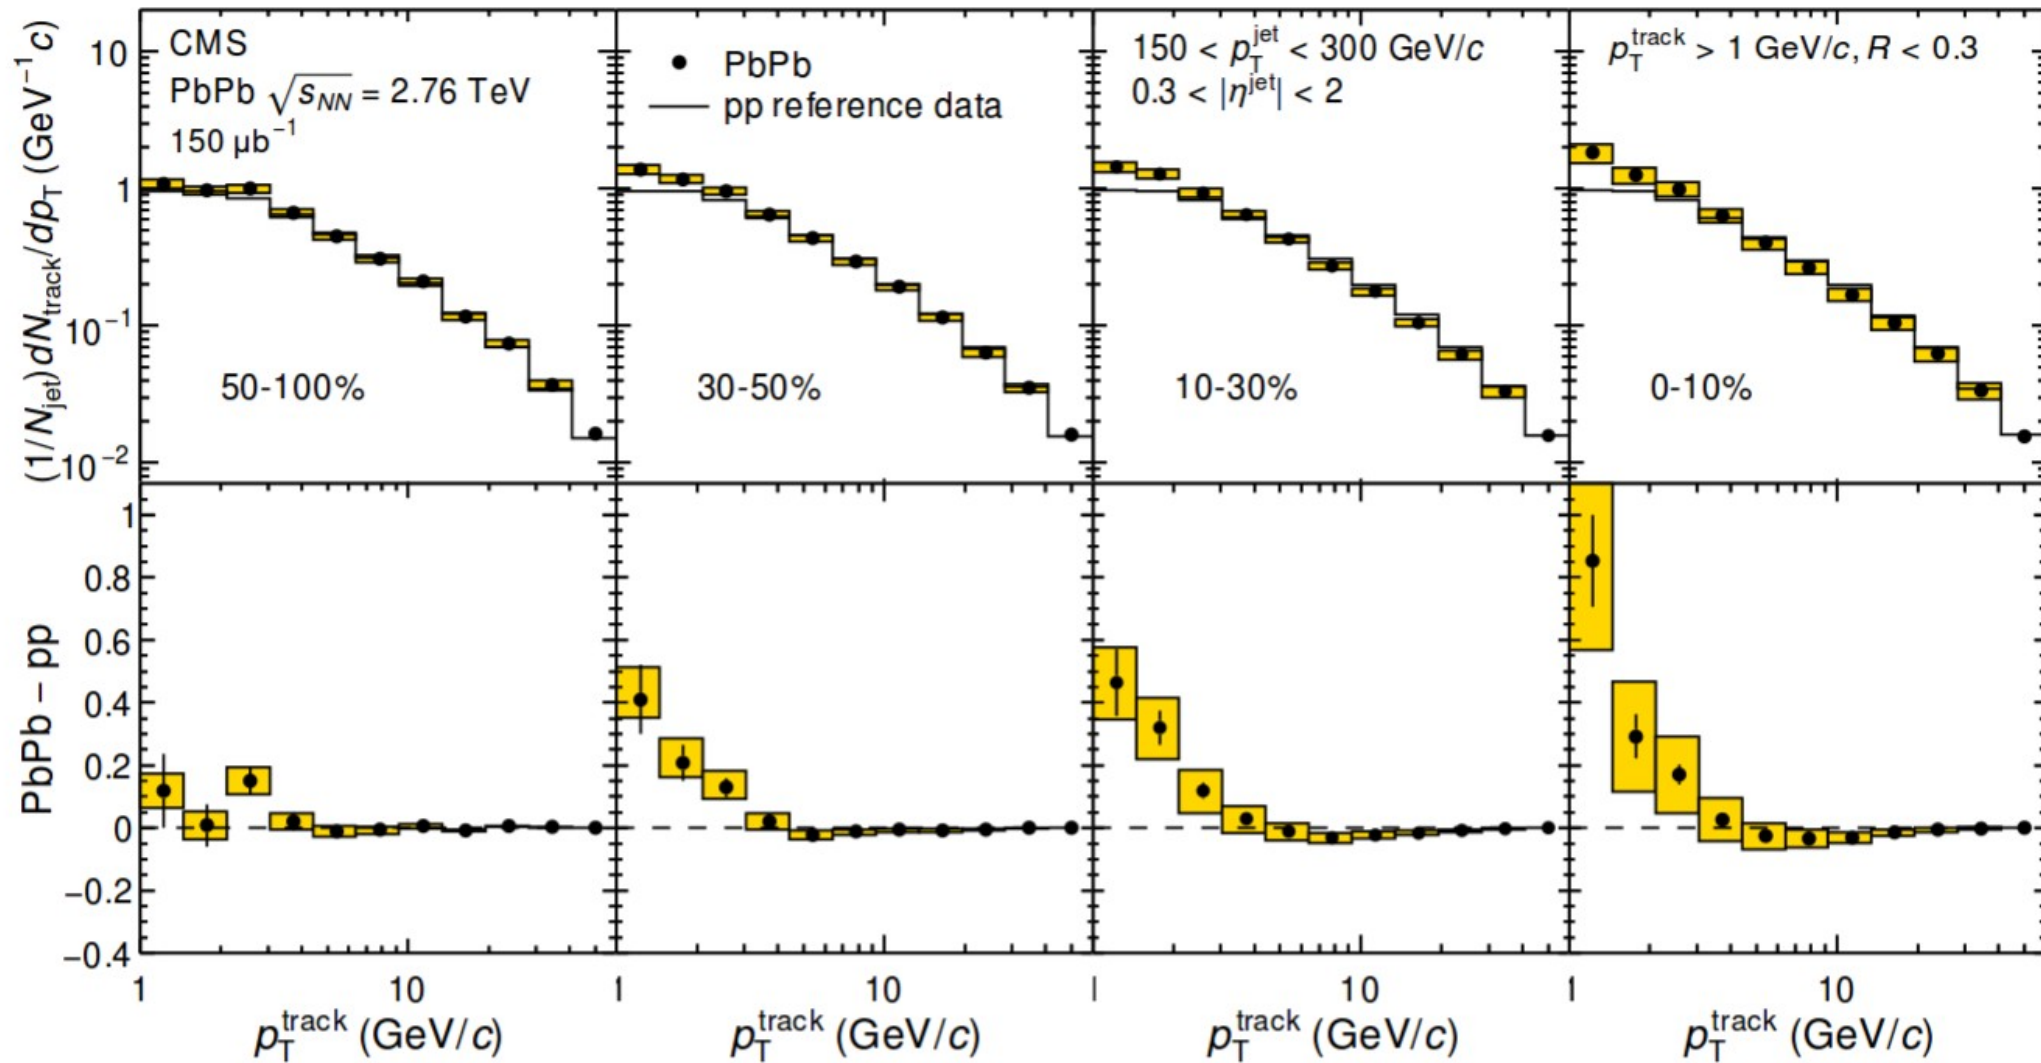 (1/N_jet) dN_track/dp_T (GeV⁻¹c)
10
1
10⁻¹
10⁻²
CMS
PbPb √s_NN = 2.76 TeV
150 μb⁻¹
50-100%
PbPb
pp reference data
30-50%
150 < p_T^jet < 300 GeV/c
0.3 < |η^jet| < 2
10-30%
p_T^track > 1 GeV/c, R < 0.3
0-10%
PbPb – pp
1
0.8
0.6
0.4
0.2
0
−0.2
−0.4
1 10 1 10 1 10 1 10
p_T^track (GeV/c) p_T^track (GeV/c) p_T^track (GeV/c) p_T^track (GeV/c)